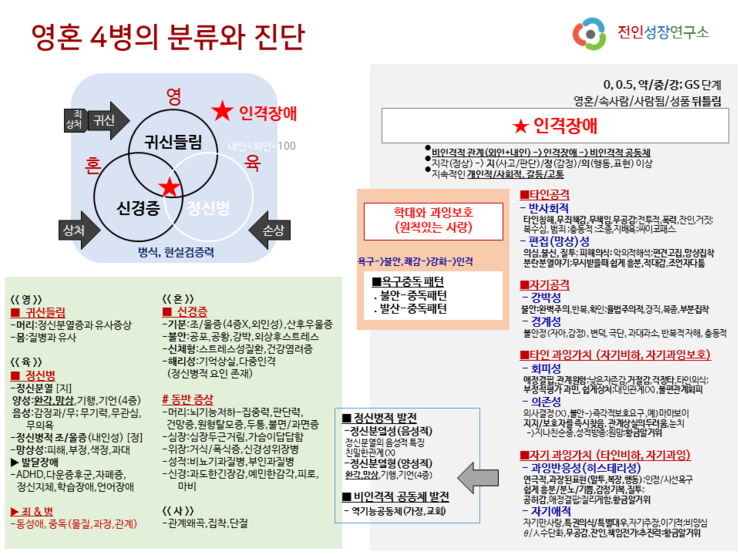 영혼 4병의 분류와 진단
전인성장연구소
영
죄
상처
귀신
★ 인격장애
귀신들림
내인+외인=100
혼
육
신경증
정신병
상처
손상
병식, 현실검증력
0, 0.5, 약/중/강; GS 단계
영혼/속사람/사람됨/성품 뒤틀림
★ 인격장애
●비인격적 관계(외인+내인) -> 인격장애 -> 비인격적 공동체
●지각(정상) -> 지(사고/판단)/정(감정)/의(행동,표현) 이상
●지속적인 개인적/사회적, 갈등/고통
학대와 과잉보호
(원칙있는 사랑)
욕구->불안,쾌감->강화->인격
■욕구중독 패턴
. 불안-중독패턴
. 발산-중독패턴
<< 영 >>
■ 귀신들림
-머리:정신분열증과 유사증상
-몸:질병과 유사
<< 육 >>
■ 정신병
-정신분열 [지]
양성:환각,망상,기행,기언(4증)
음성:감정과/무;무기력,무관심,
무의욕
-정신병적 조/울증(내인성) [정]
-망상성:피해,부정,색정,과대
▶ 발달장애
-ADHD,다운증후군,자폐증,
정신지체,학습장애,언어장애
▶ 죄 & 병
-동성애, 중독(물질,과정,관계)
<< 혼 >>
■ 신경증
-기분:조/울증(4증X,외인성),산후우울증
-불안:공포,공황,강박,외상후스트레스
-신체형:스트레스성질환,건강염려증
-해리성:기억상실,다중인격
(정신병적 요인 존재)
# 동반 증상
-머리:뇌기능저하-집중력,판단력,
건망증,원형탈모증,두통,불면/과면증
-심장:심장두근거림,가슴이답답함
-위장:거식/폭식증,신경성위장병
-성적:비뇨기과질병,부인과질병
-신경:과도한긴장감,예민한감각,피로,
마비
<< 사 >>
-관계왜곡,집착,단절
■ 정신병적 발전
-정신분열성(음성적)
정신분열의 음성적 특징
친밀한관계(X)
-정신분열형(양성적)
환각,망상,기행,기언(4증)
■ 비인격적 공동체 발전
- 역기능공동체(가정,교회)
■타인공격
- 반사회적
타인침해,무죄책감,무책임,무공감:전투적,폭력,잔인,거짓:
복수심, 범죄:충동적:조종,지배욕:싸이코패스
- 편집(망상)성
의심,불신, 질투: 피해의식: 악의적해석:편견고집,망상집착
분란분열야기:무시받을때 쉽게 흥분,적대감,조언자다툼
■자기공격
- 강박성
불안:완벽주의,반복,확인:율법주의적,경직,복종,부분집착
- 경계성
불안정(자아,감정), 변덕, 극단, 과대과소, 반복적자해, 충동적
■타인 과잉가치 (자기비하, 자기과잉보호)
- 회피성
애정결핍,관계원함:낮은자존감,거절감,걱정탁,타인의식:
부정적평가 과민, 쉽게상처:대인관계(X),불편관계회피
- 의존성
의사결정(X),불안->즉각적보호요구,예)마마보이
지지/보호자를즉시찾음, 관계상실의두려움,눈치
->지나친순종, 성적방종:원망:황금알거위
■자기 과잉가치 (타인비하, 자기과잉)
- 과잉반응성(히스테리성)
연극적,과장된표현(말투, 복장,행동):인정/시선욕구
쉽게 흥분/분노/기쁨,감정기복,질투:
공허감,애정결핍:질리게함,황금알거위
- 자기애적
자기만사랑,특권의식/특별대우,자기주장,이기적:비양심
θ/人수단화,무공감,잔인,책임전가:추진력:황금알거위